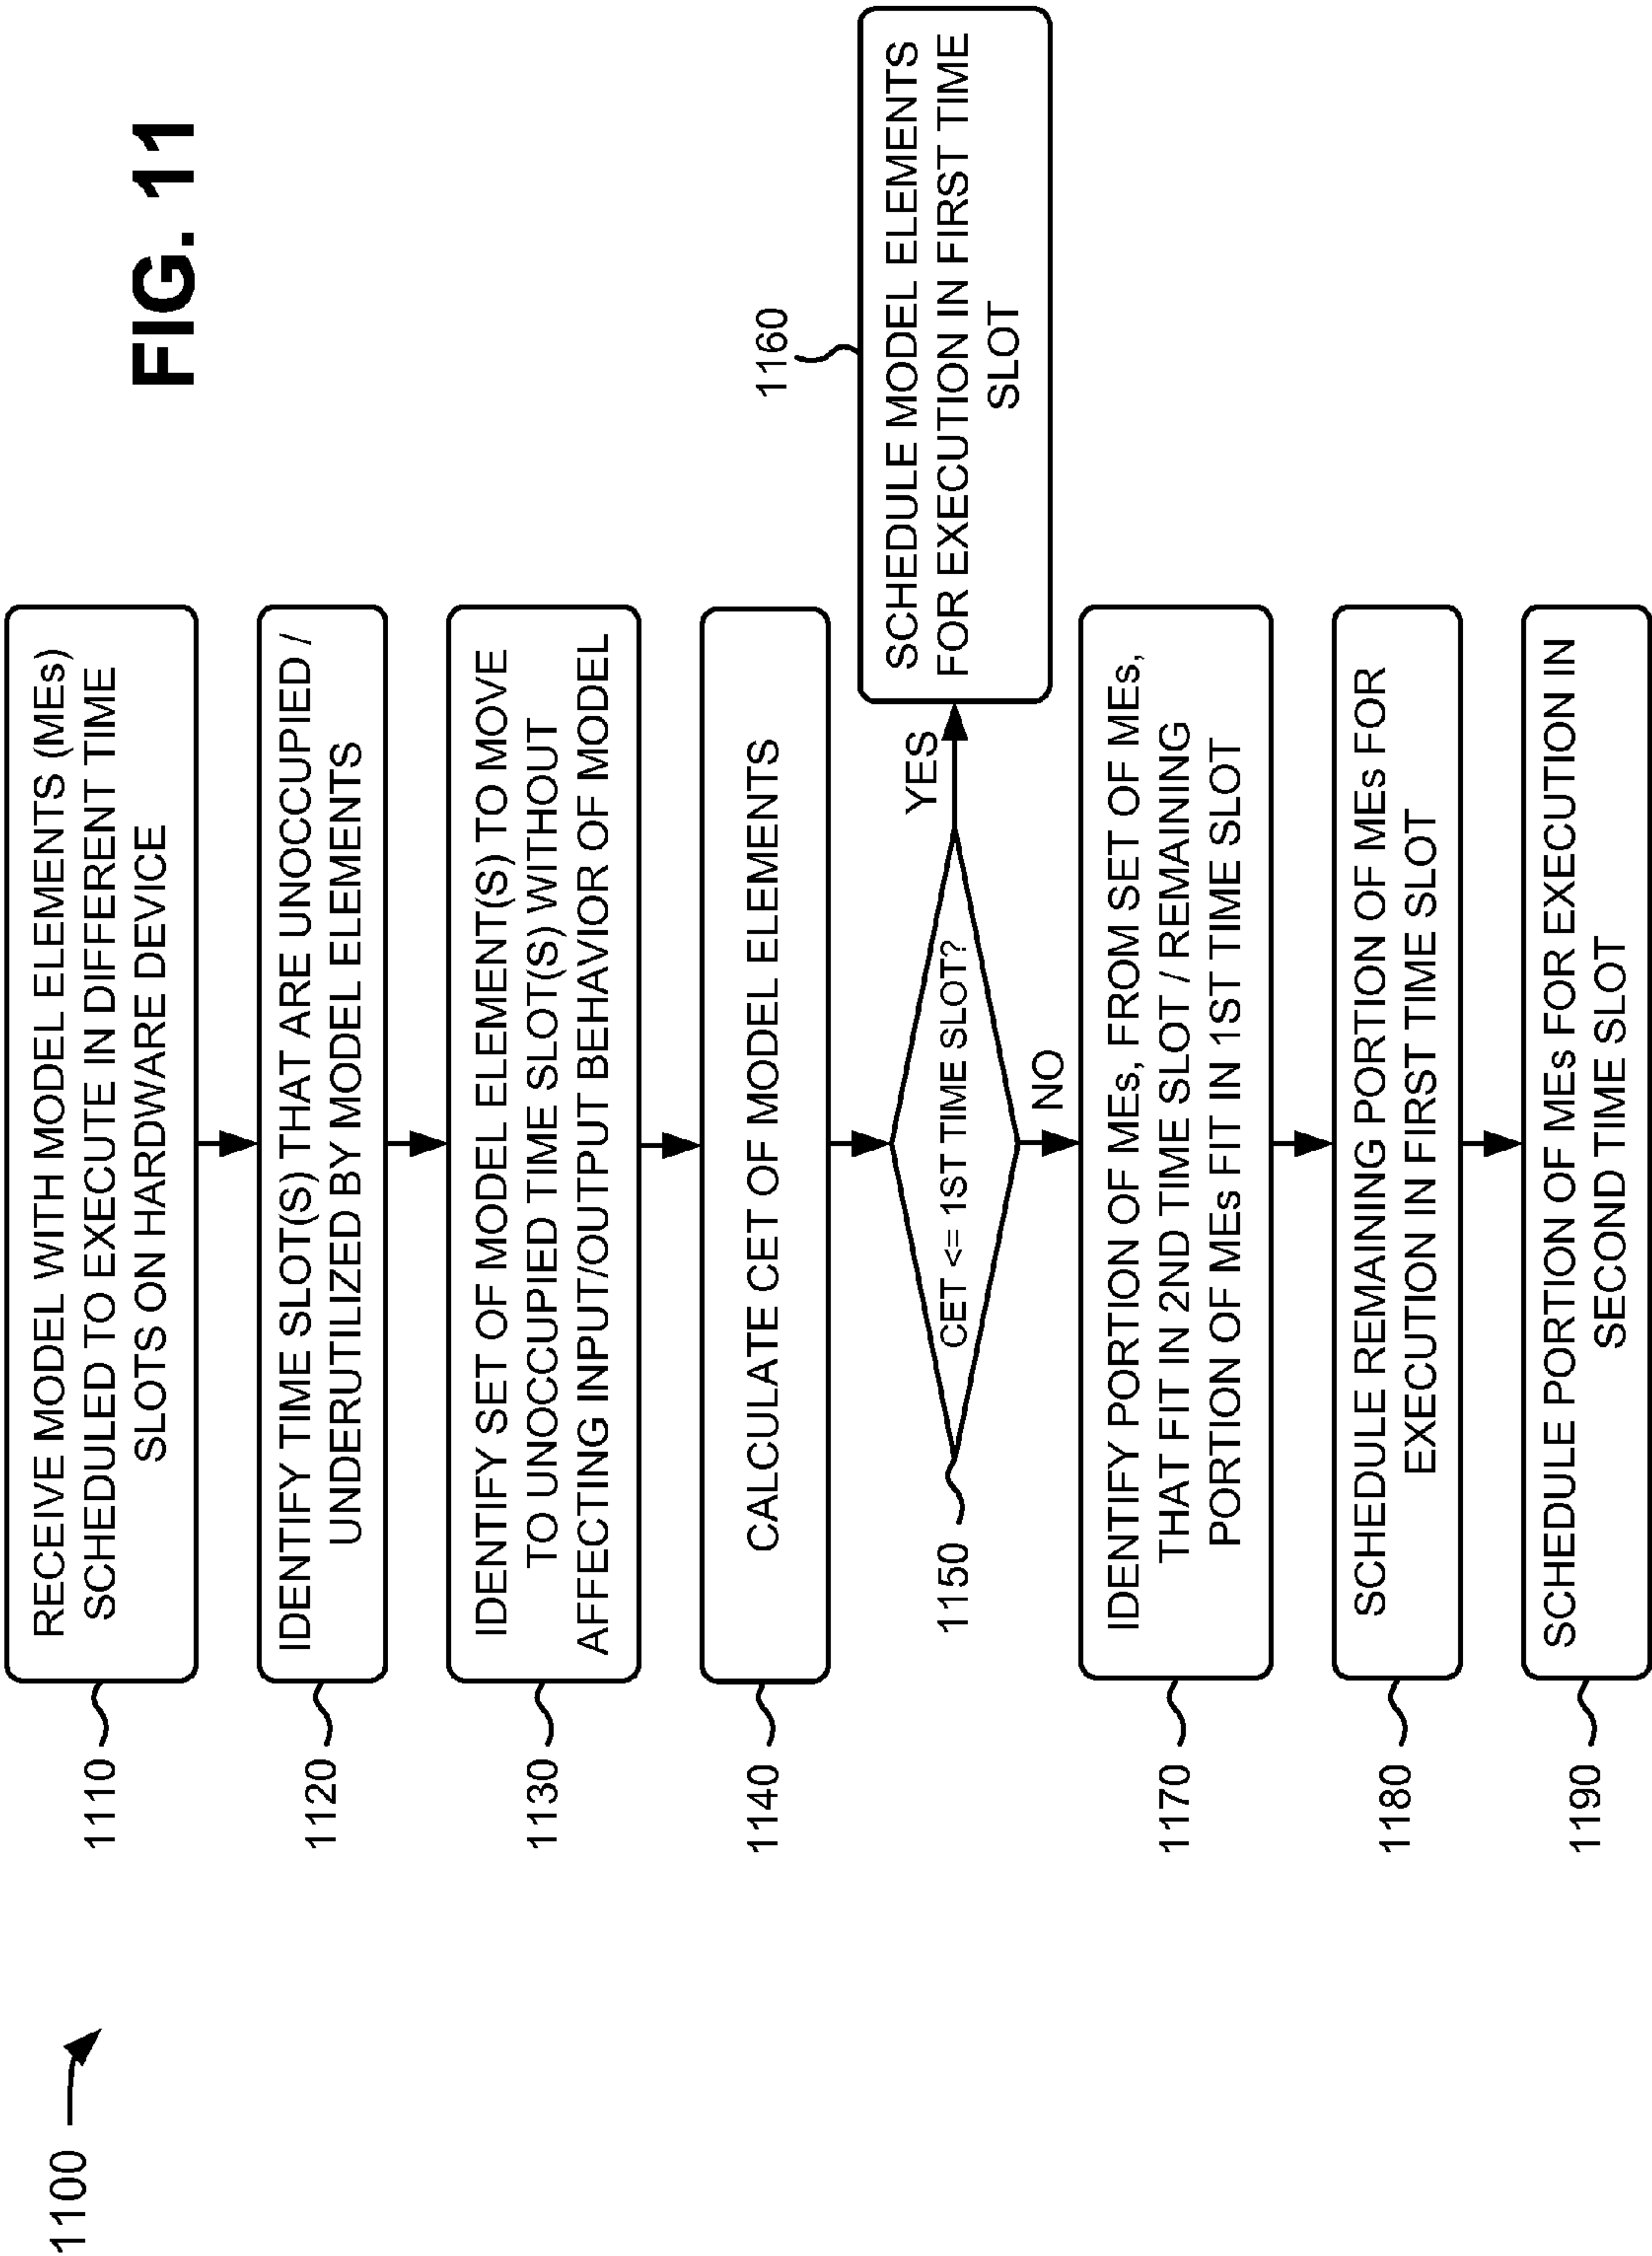 1100
FIG. 11
1110
RECEIVE MODEL WITH MODEL ELEMENTS (MEs)
SCHEDULED TO EXECUTE IN DIFFERENT TIME
SLOTS ON HARDWARE DEVICE
1120
IDENTIFY TIME SLOT(S) THAT ARE UNOCCUPIED /
UNDERUTILIZED BY MODEL ELEMENTS
1130
IDENTIFY SET OF MODEL ELEMENT(S) TO MOVE
TO UNOCCUPIED TIME SLOT(S) WITHOUT
AFFECTING INPUT/OUTPUT BEHAVIOR OF MODEL
1140
CALCULATE CET OF MODEL ELEMENTS
1150
CET <= 1ST TIME SLOT?
YES
1160
SCHEDULE MODEL ELEMENTS
FOR EXECUTION IN FIRST TIME
SLOT
NO
1170
IDENTIFY PORTION OF MEs, FROM SET OF MEs,
THAT FIT IN 2ND TIME SLOT / REMAINING
PORTION OF MEs FIT IN 1ST TIME SLOT
1180
SCHEDULE REMAINING PORTION OF MEs FOR
EXECUTION IN FIRST TIME SLOT
1190
SCHEDULE PORTION OF MEs FOR EXECUTION IN
SECOND TIME SLOT